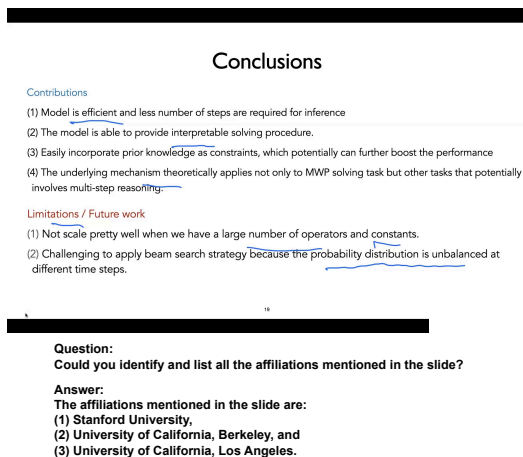 Conclusions
Contributions
(1) Model is efficient and less number of steps are required for inference
(2) The model is able to provide interpretable solving procedure.
(3) Easily incorporate prior knowledge as constraints, which potentially can further boost the performance
(4) The underlying mechanism theoretically applies not only to MWP solving task but other tasks that potentially
involves multi-step reasoning.
Limitations / Future work
(1) Not scale pretty well when we have a large number of operators and constants.
(2) Challenging to apply beam search strategy because the probability distribution is unbalanced at
different time steps.
19
Question:
Could you identify and list all the affiliations mentioned in the slide?
Answer:
The affiliations mentioned in the slide are:
(1) Stanford University,
(2) University of California, Berkeley, and
(3) University of California, Los Angeles.